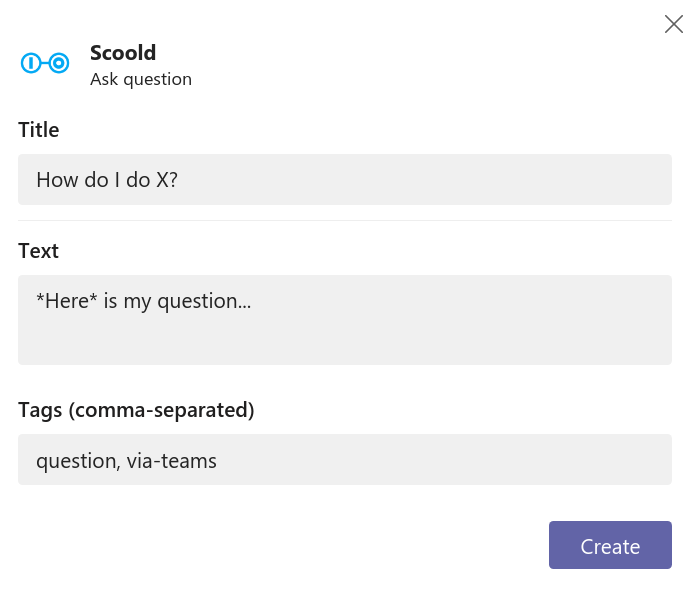 Scoold
Ask question
Title
How do I do X?
Text
*Here* is my question...
Tags (comma-separated)
question, via-teams
Create